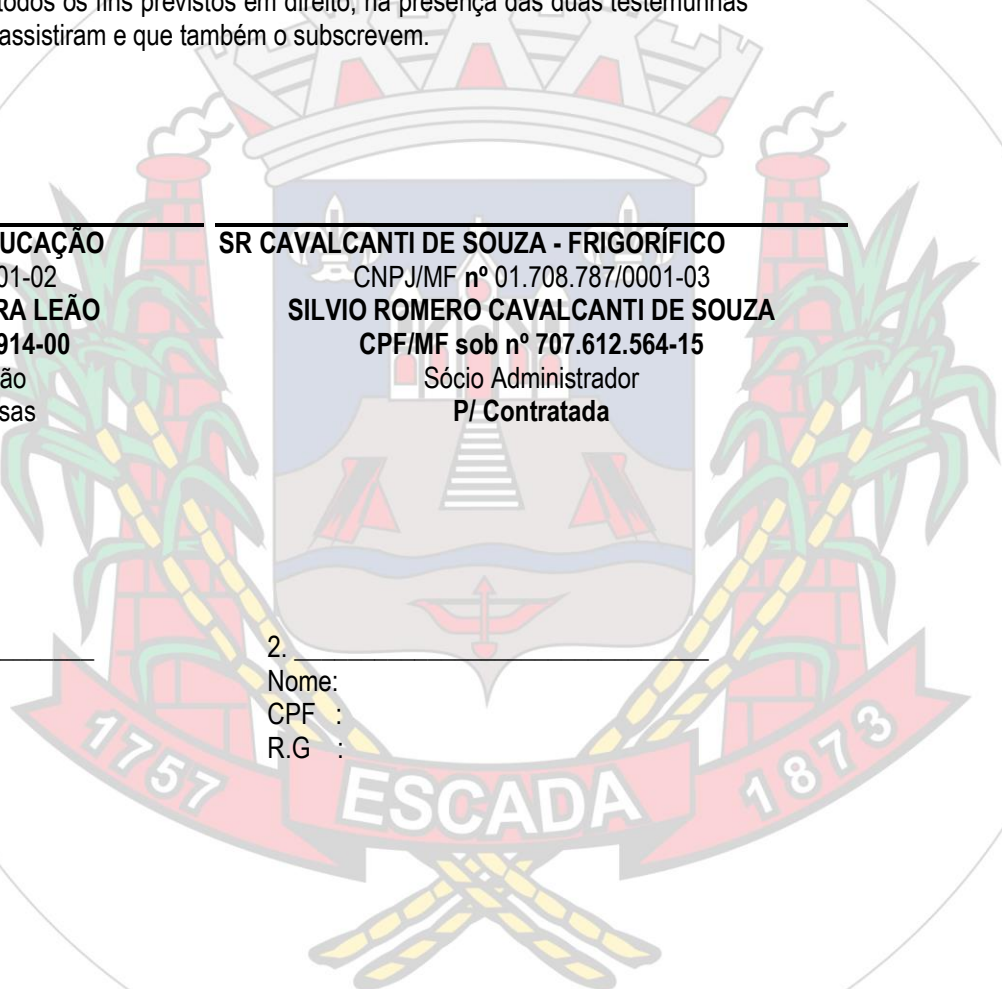 todos os fins previstos em direito, na presença das duas testemunhas
assistiram e que também o subscrevem.
UCAÇÃO
01-02
RA LEÃO
914-00
ão
sas
SR CAVALCANTI DE SOUZA - FRIGORÍFICO
CNPJ/MF nº 01.708.787/0001-03
SILVIO ROMERO CAVALCANTI DE SOUZA
CPF/MF sob nº 707.612.564-15
Sócio Administrador
P/ Contratada
2.
Nome:
CPF :
R.G :
1757
ESCADA
1873